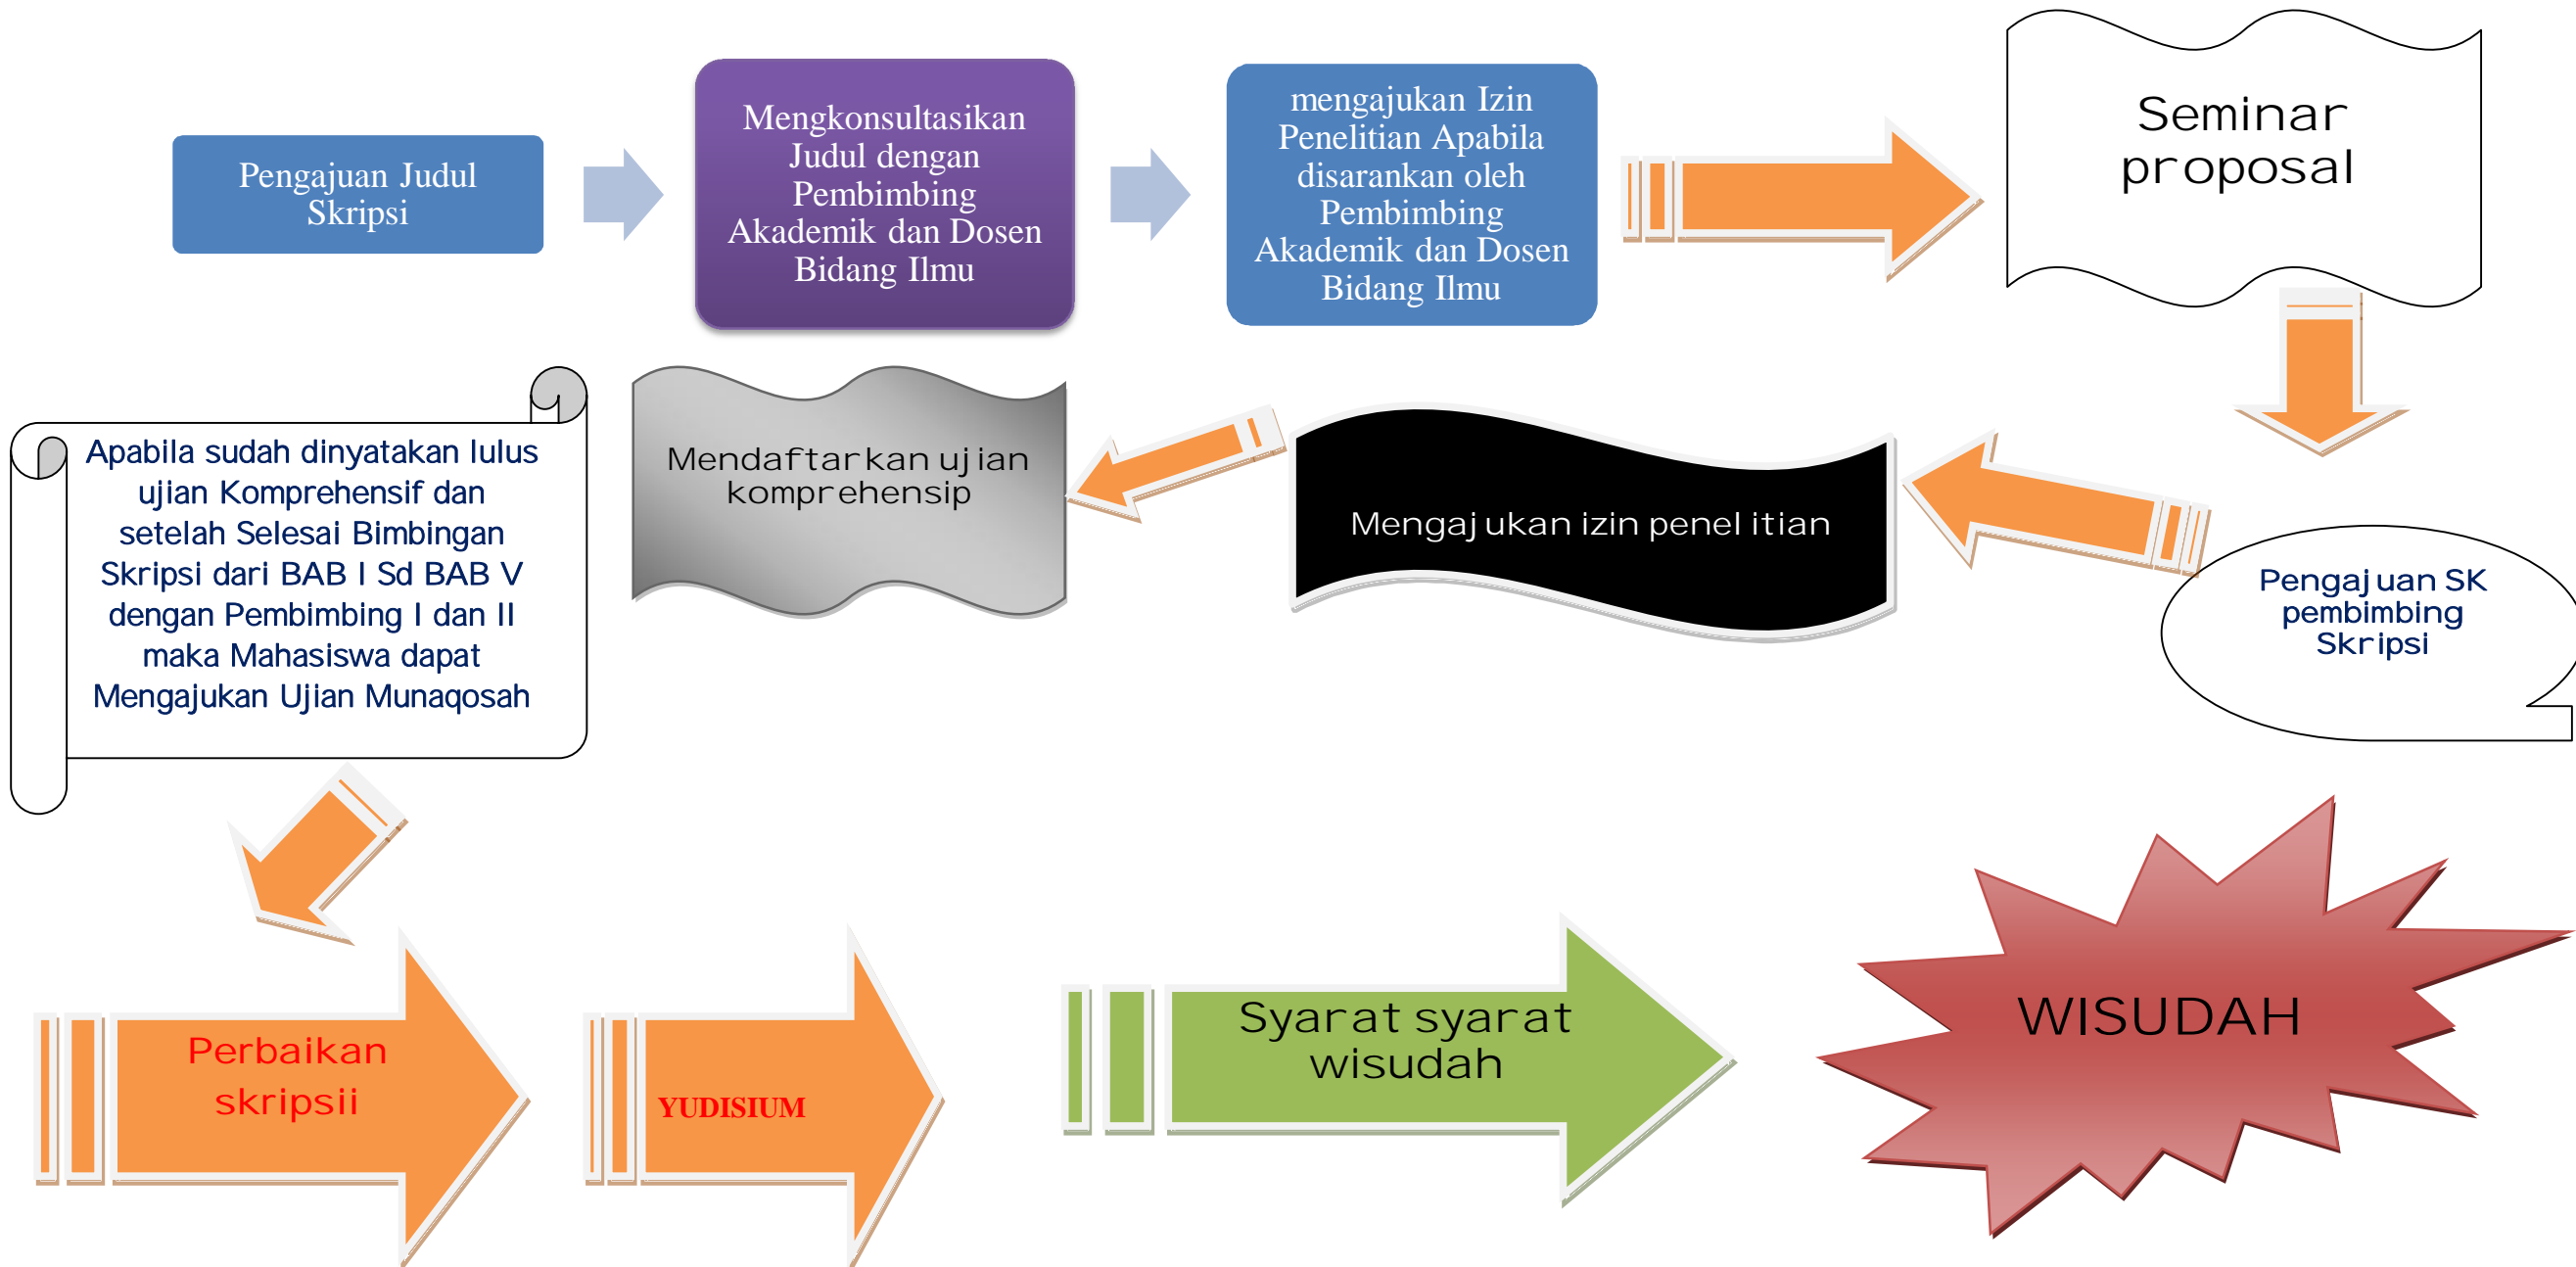 Pengajuan Judul
Skripsi
Mengkonsultasikan
Judul dengan
Pembimbing
Akademik dan Dosen
Bidang Ilmu
mengajukan Izin
Penelitian Apabila
disarankan oleh
Pembimbing
Akademik dan Dosen
Bidang Ilmu
Seminar
proposal
Pengajuan SK
pembimbing
Skripsi
Mengajukan izin penelitian
Mendaftarkan ujian
komprehensip
Apabila sudah dinyatakan lulus
ujian Komprehensif dan
setelah Selesai Bimbingan
Skripsi dari BAB I Sd BAB V
dengan Pembimbing I dan II
maka Mahasiswa dapat
Mengajukan Ujian Munaqosah
Perbaikan
skripsii
YUDISIUM
Syarat syarat
wisudah
WISUDAH